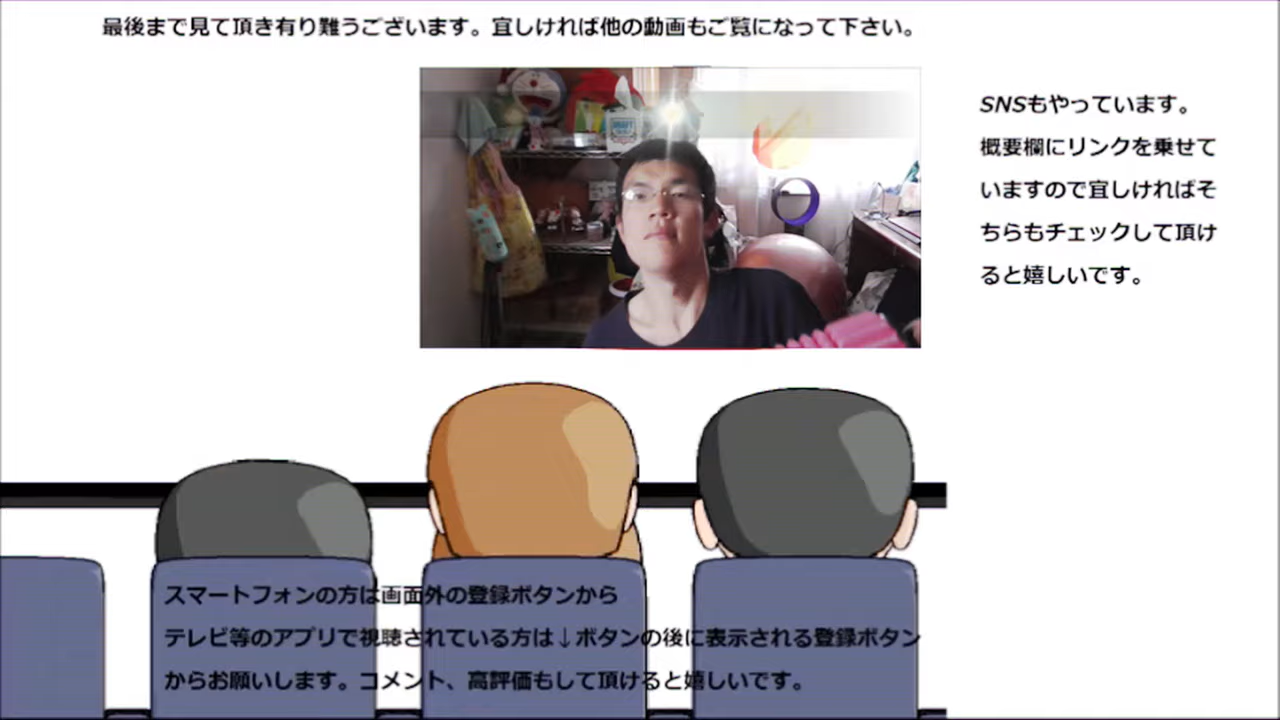 最後まで見て頂き有り難うございます。宜しければ他の動画もご覧になって下さい。
SNSもやっています。
概要欄にリンクを乗せて
いますので宜しければそ
ちらもチェックして頂け
ると嬉しいです。
スマートフォンの方は画面外の登録ボタンから
テレビ等のアプリで視聴されている方は↓ボタンの後に表示される登録ボタン
からお願いします。コメント、高評価もして頂けると嬉しいです。